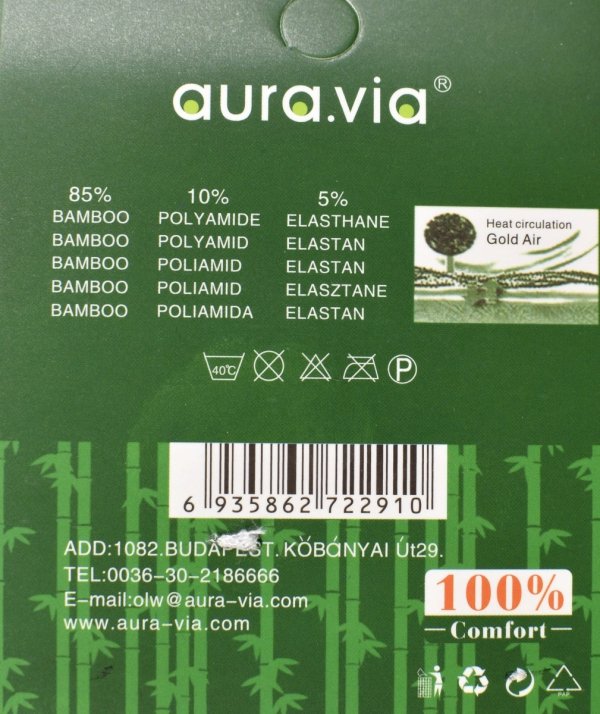 aura.via®
85% 10% 5%
BAMBOO POLYAMIDE ELASTHANE
BAMBOO POLYAMID ELASTAN
BAMBOO POLIAMID ELASTAN
BAMBOO POLIAMID ELASZTANE
BAMBOO POLIAMIDA ELASTAN
Heat circulation
Gold Air
40℃ P
6 935862 722910
ADD:1082.BUDAPEST. KŐBÁNYAI Út29.
TEL:0036-30-2186666
E-mail:olw@aura-via.com
www.aura-via.com
100%
Comfort
PAP